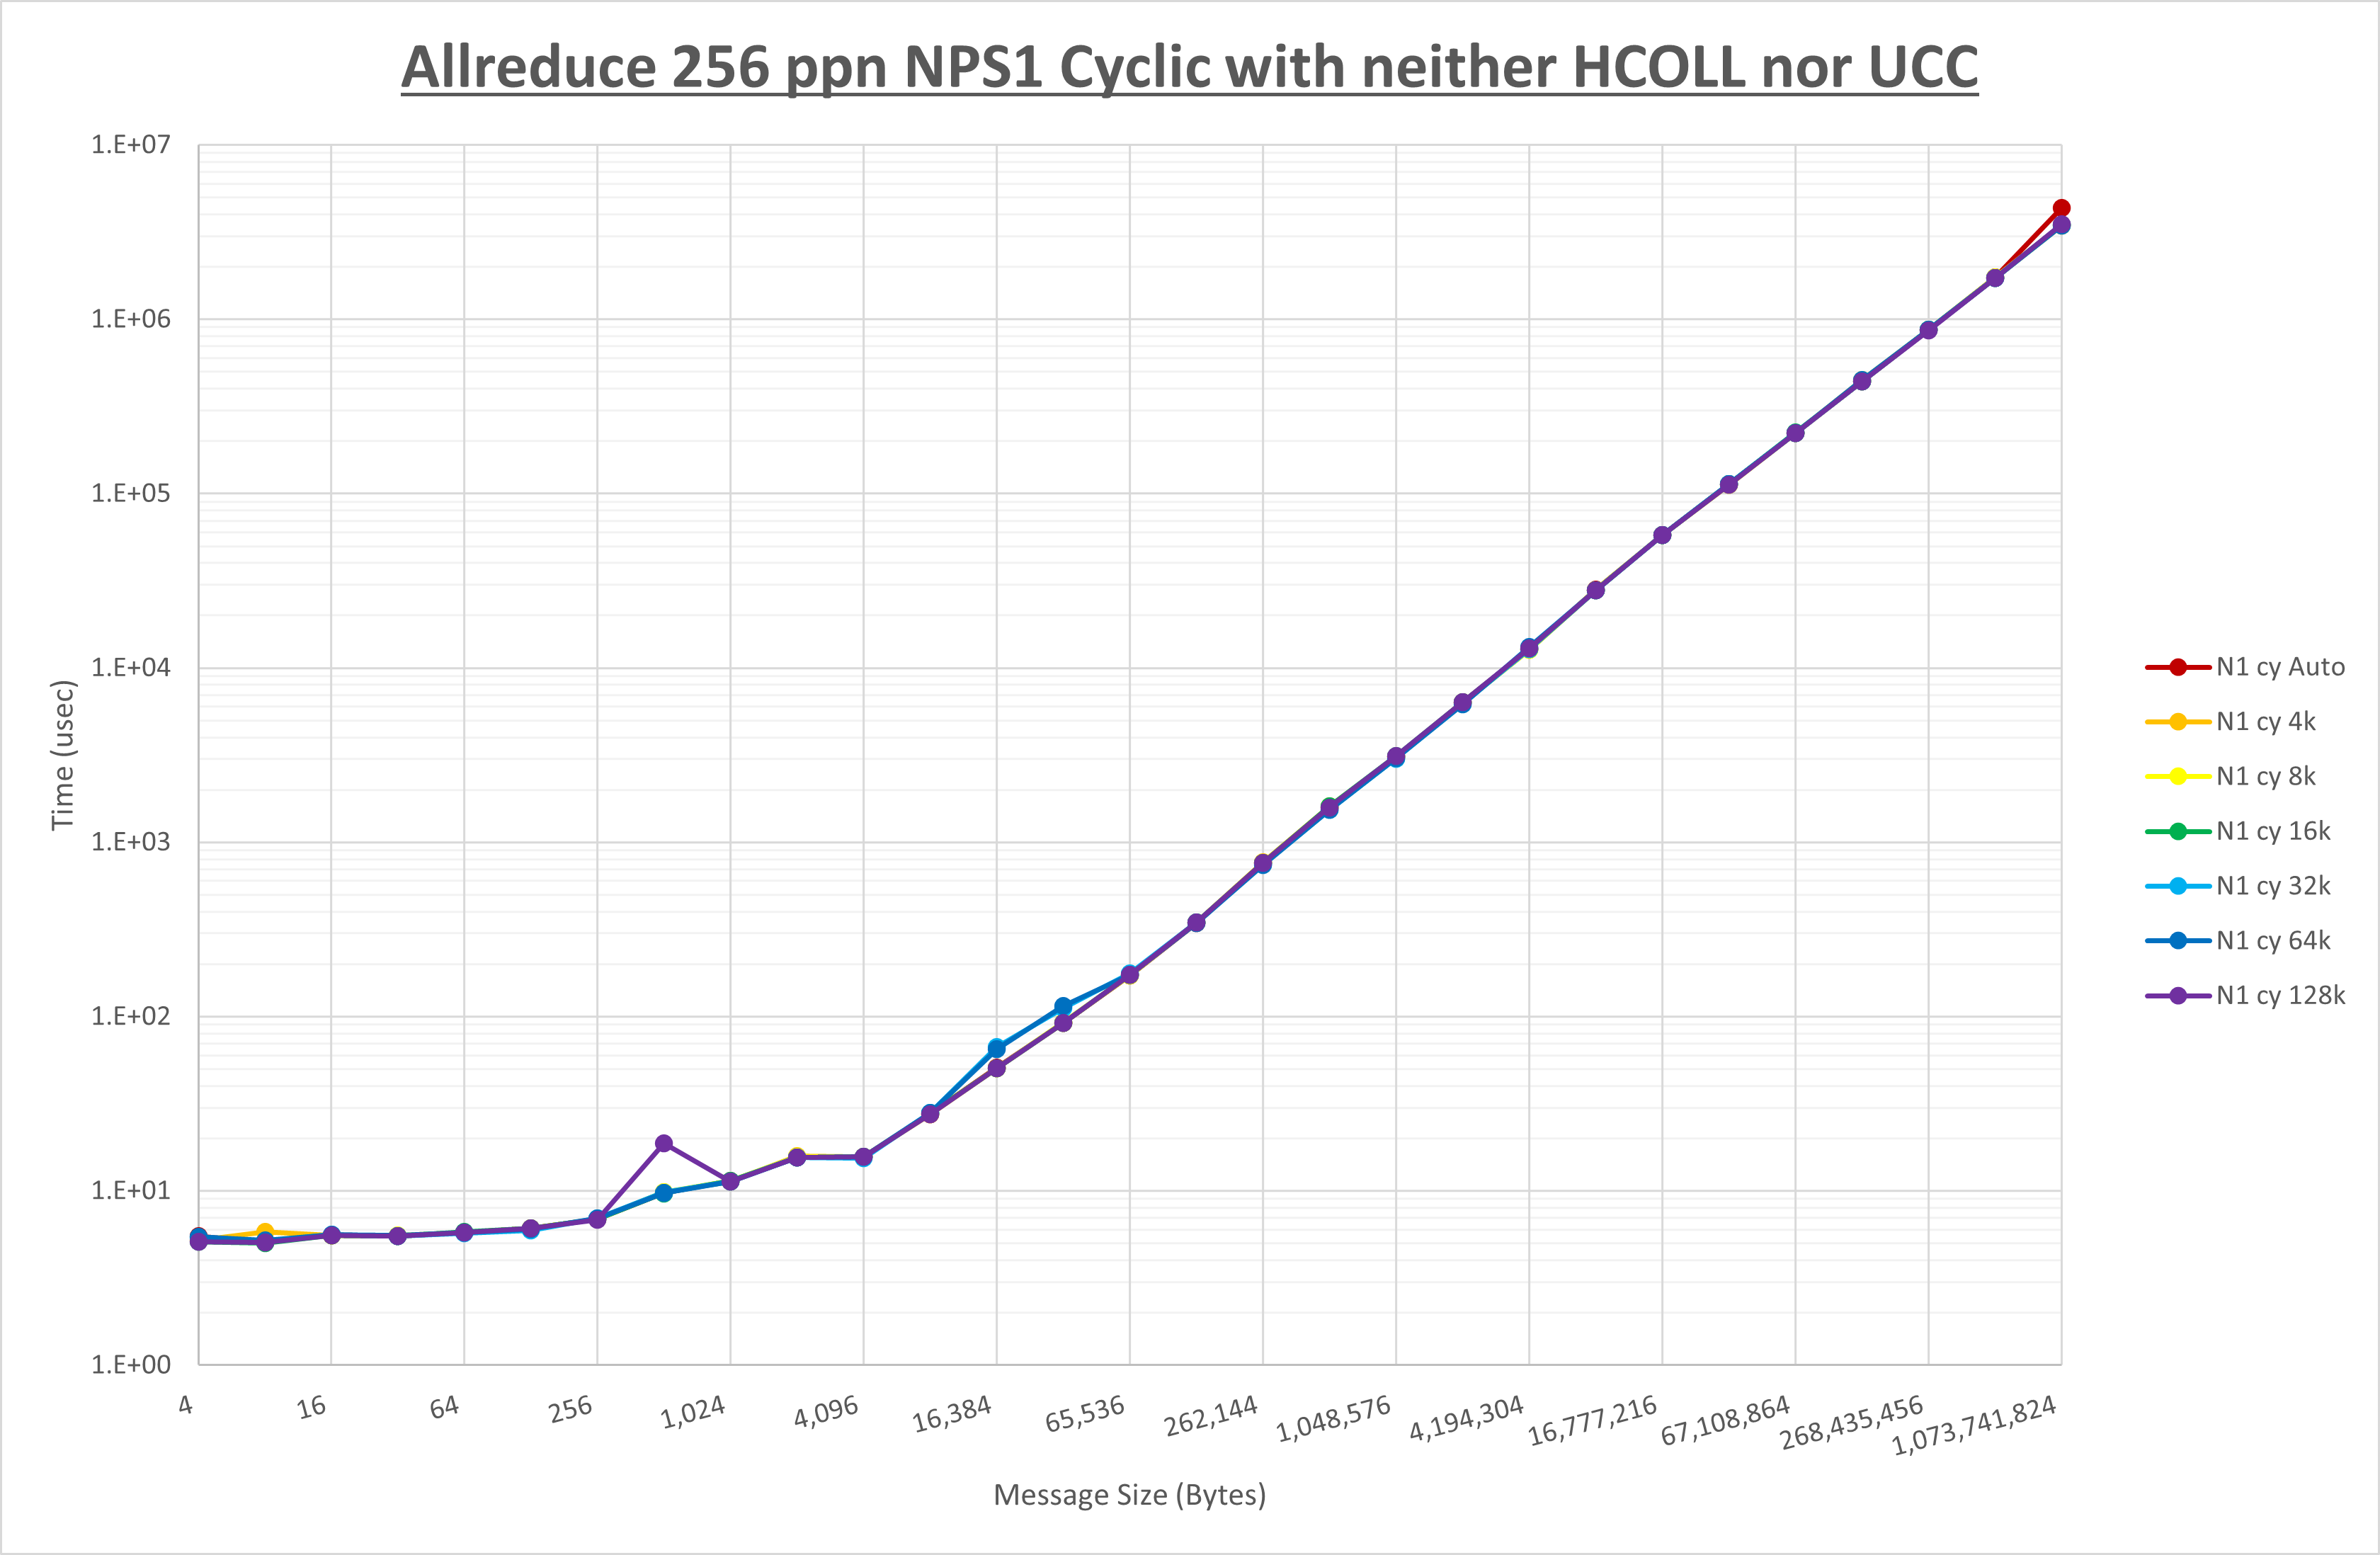 Allreduce 256 ppn NPS1 Cyclic with neither HCOLL nor UCC
1.E+07
1.E+06
1.E+05
1.E+04
1.E+03
1.E+02
1.E+01
1.E+00
Time (usec)
4
16
64
256
1,024
4,096
16,384
65,536
262,144
1,048,576
4,194,304
16,777,216
67,108,864
268,435,456
1,073,741,824
Message Size (Bytes)
N1 cy Auto
N1 cy 4k
N1 cy 8k
N1 cy 16k
N1 cy 32k
N1 cy 64k
N1 cy 128k